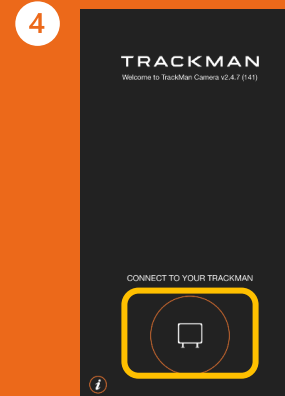 4
TRACKMAN
Welcome to TrackMan Camera v2.4.7 (141)
CONNECT TO YOUR TRACKMAN
i